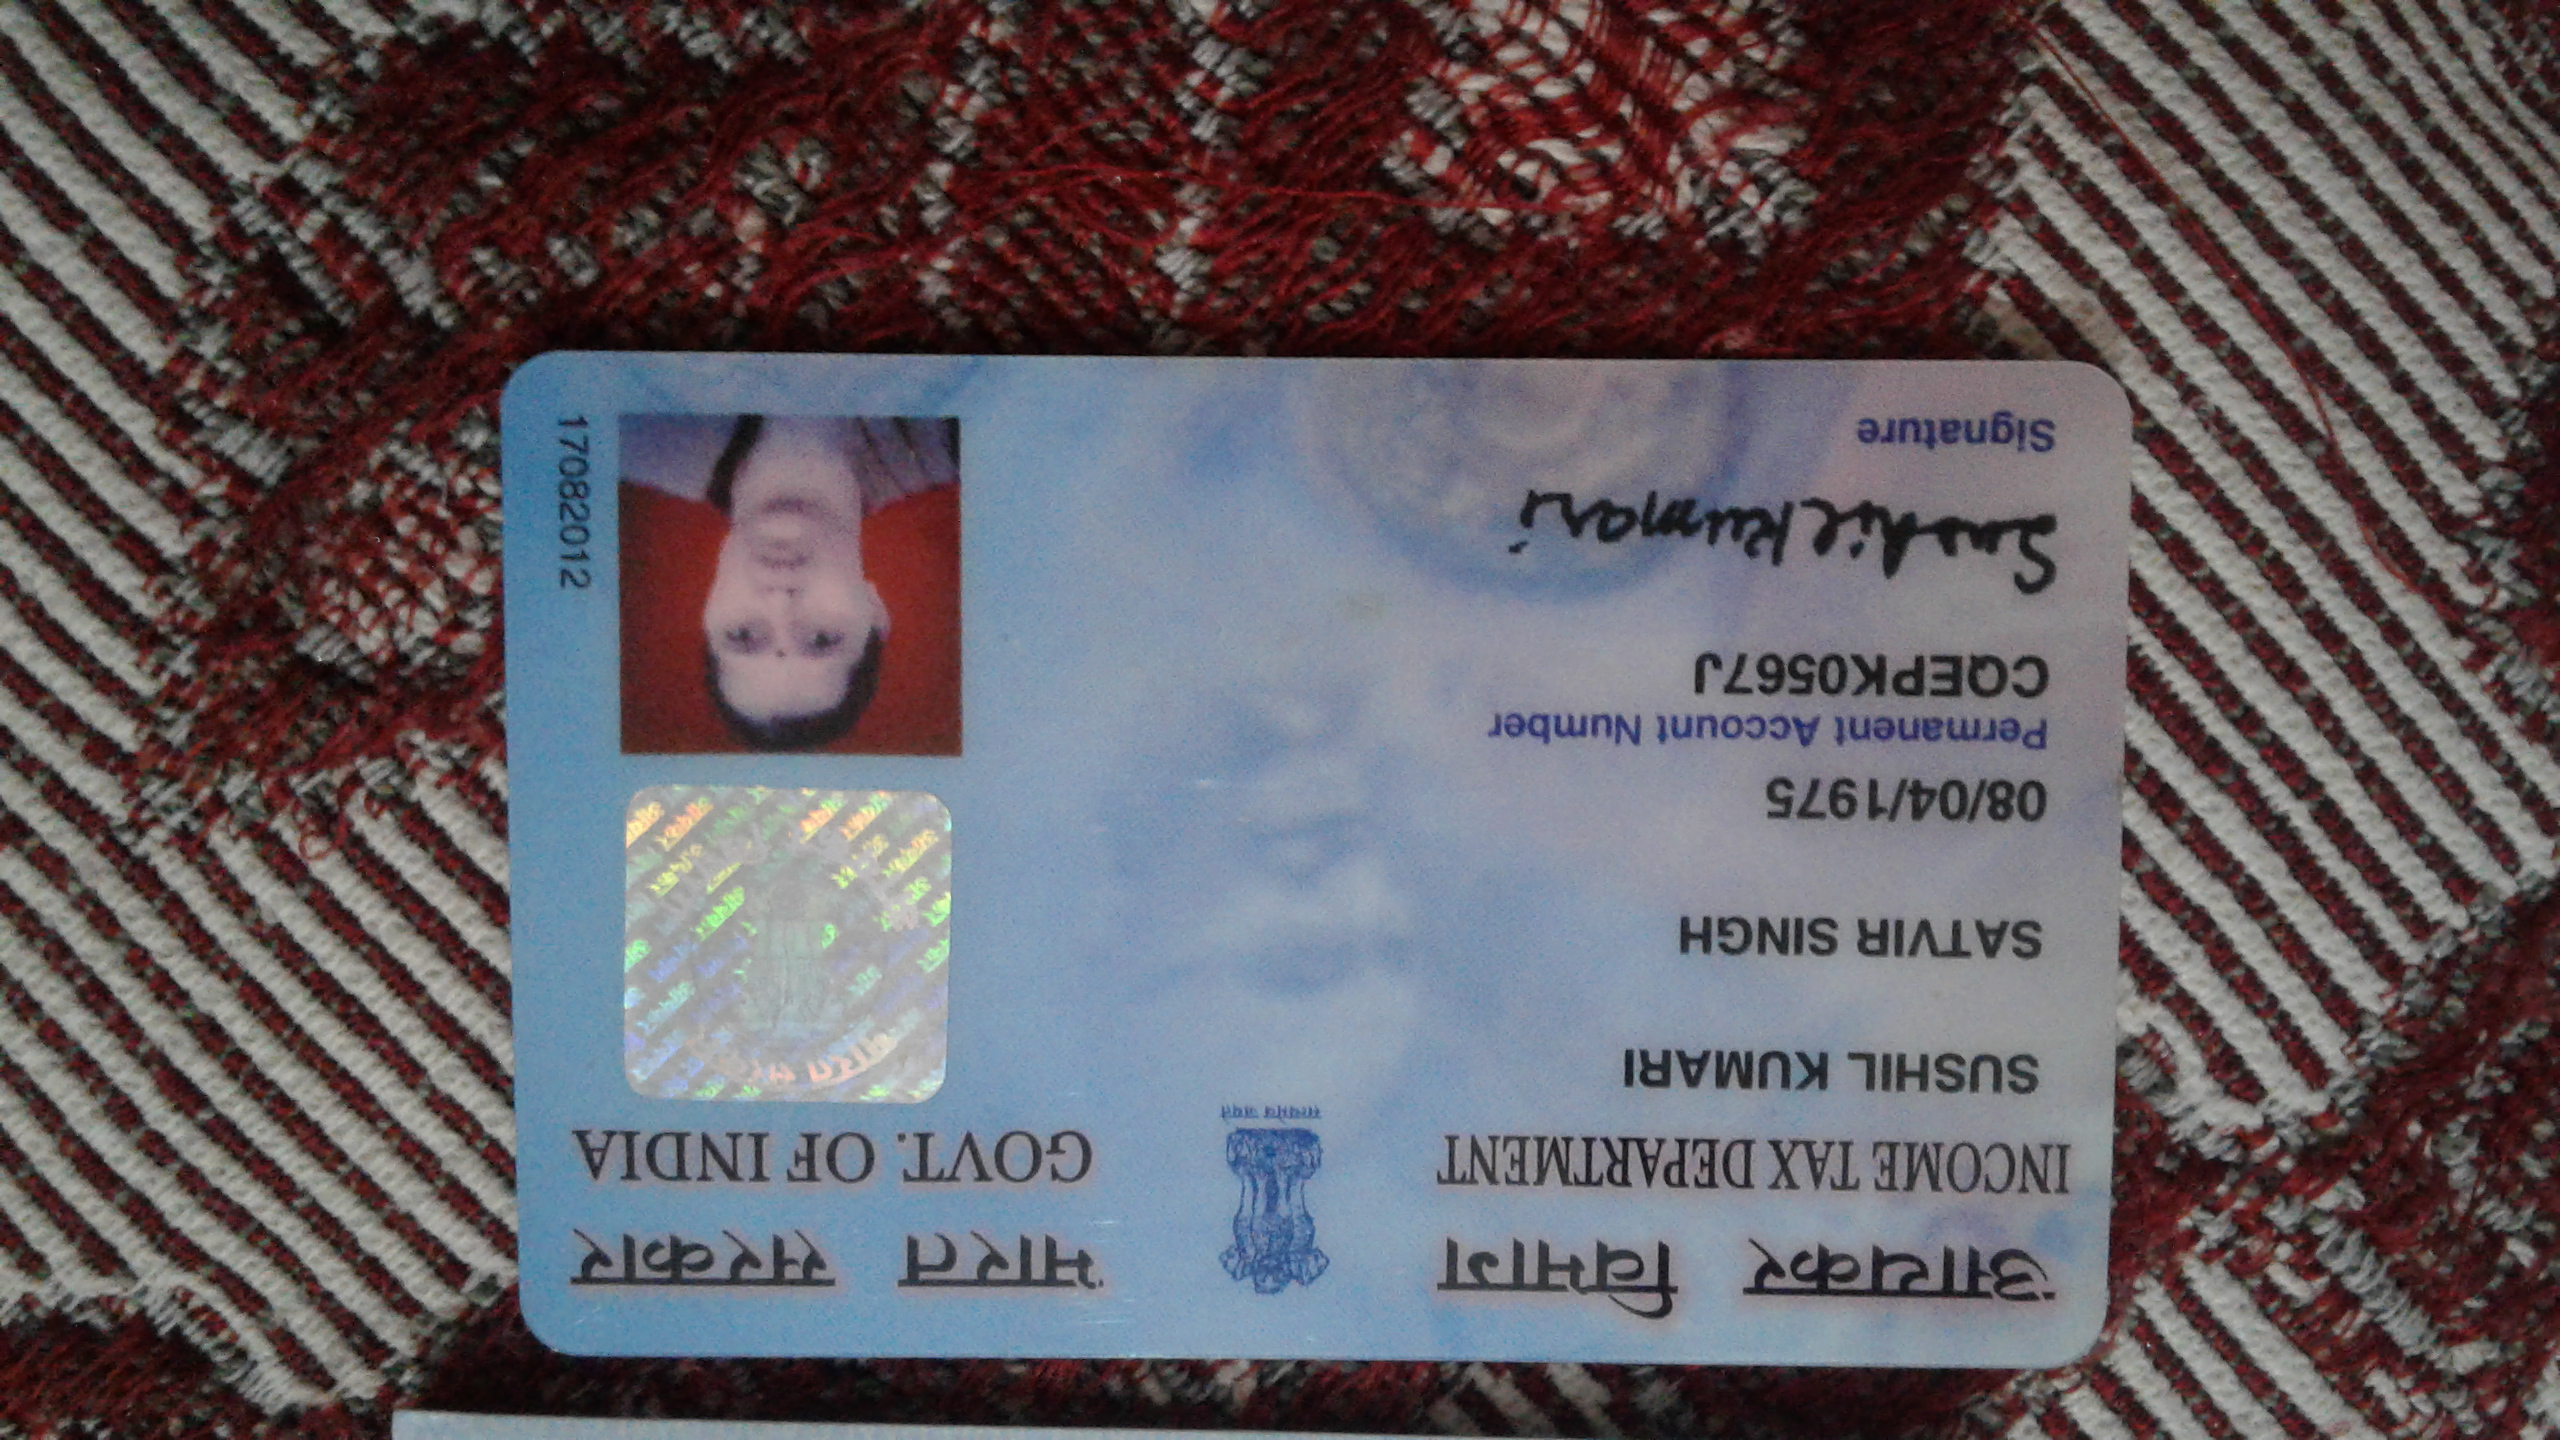 आयकर विभाग
INCOME TAX DEPARTMENT
सत्यमेव जयते
भारत सरकार
GOVT. OF INDIA
SUSHIL KUMARI
SATVIR SINGH
08/04/1975
Permanent Account Number
CQEPK0567J
Sushil Kumari
Signature
17082012